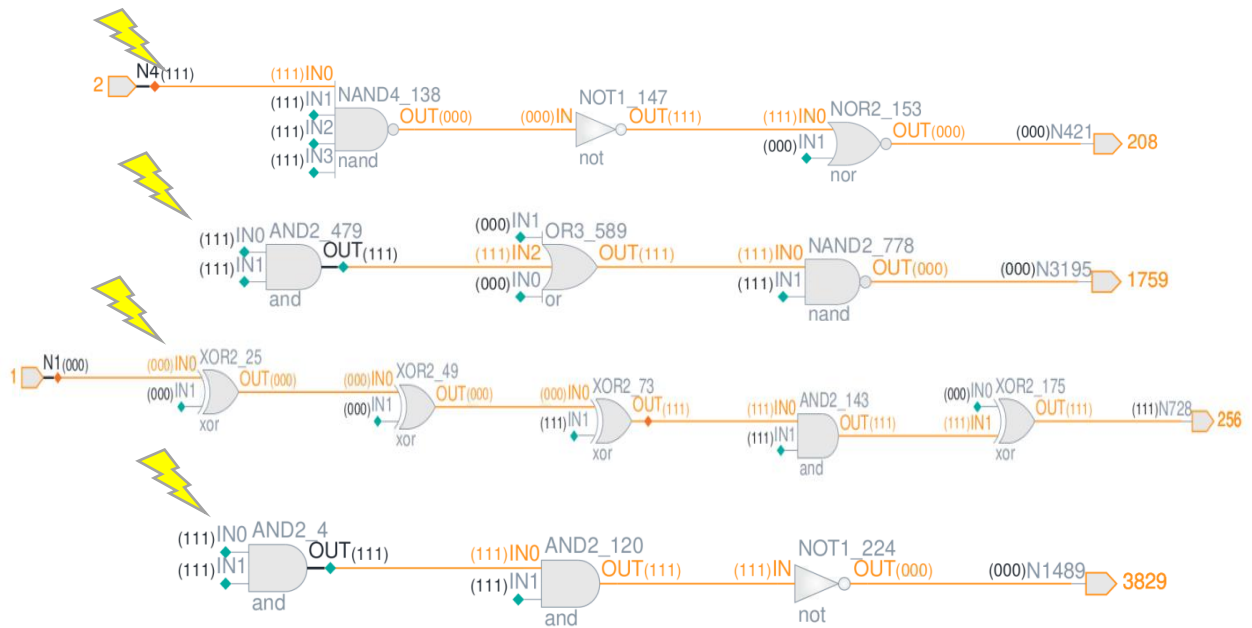 2 N4(111) (111)IN0
(111)IN1 NAND4_138
(111)IN2 OUT(000)
(111)IN3 nand
(000)IN NOT1_147 OUT(111)
not
(111)IN0 NOR2_153
(000)IN1 OUT(000)
nor
(000)N421 208
(111)IN0 AND2_479
(111)IN1 OUT(111)
and
(000)IN1 OR3_589
(111)IN2 OUT(111)
(000)IN0 or
(111)IN0 NAND2_778
(111)IN1 OUT(000)
nand
(000)N3195 1759
1 N1(000) (000)IN0 XOR2_25
(000)IN1 OUT(000)
xor
(000)IN0 XOR2_49
(000)IN1 OUT(000)
xor
(000)IN0 XOR2_73
(111)IN1 OUT(111)
xor
(111)IN0 AND2_143
(111)IN1 OUT(111)
and
(000)IN0 XOR2_175
(111)IN1 OUT(111)
xor
(111)N728 256
(111)IN0 AND2_4
(111)IN1 OUT(111)
and
(111)IN0 AND2_120
(111)IN1 OUT(111)
and
(111)IN NOT1_224 OUT(000)
not
(000)N1489 3829